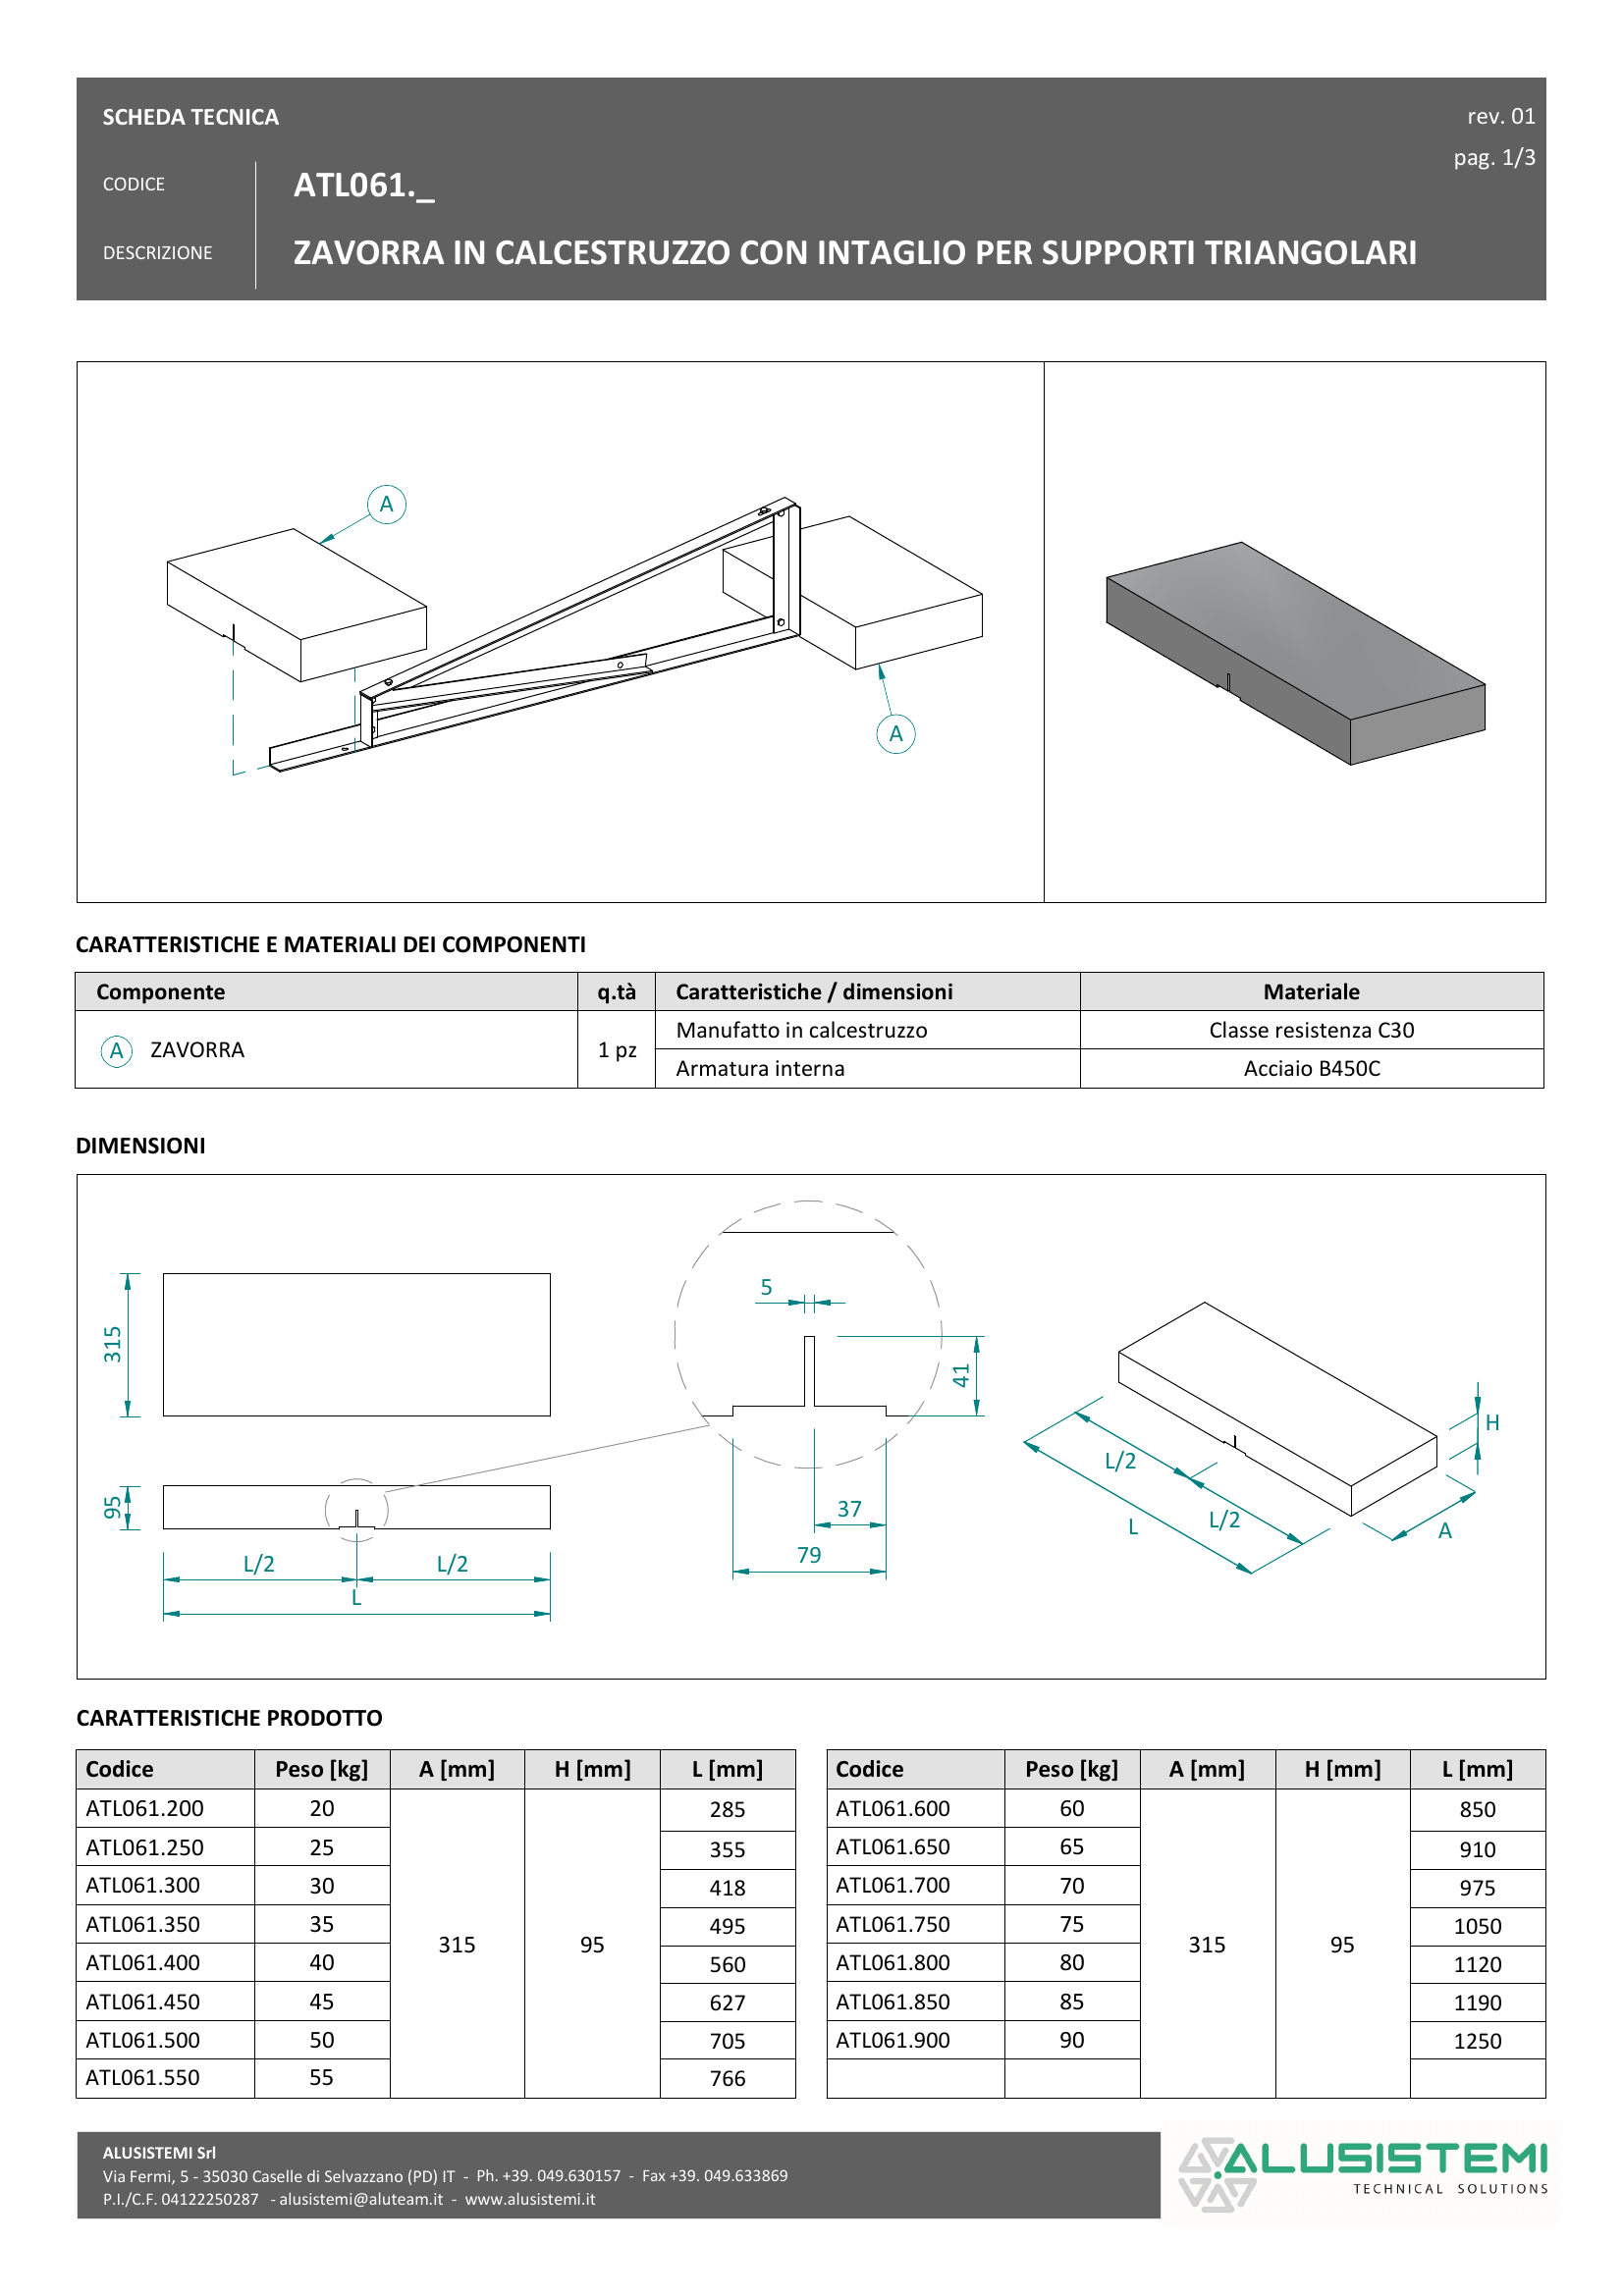 SCHEDA TECNICA
rev. 01
pag. 1/3
CODICE
ATL061._
DESCRIZIONE
ZAVORRA IN CALCESTRUZZO CON INTAGLIO PER SUPPORTI TRIANGOLARI
A
A
CARATTERISTICHE E MATERIALI DEI COMPONENTI
Componente q.tà Caratteristiche / dimensioni Materiale
A ZAVORRA 1 pz
Manufatto in calcestruzzo Classe resistenza C30
Armatura interna Acciaio B450C
DIMENSIONI
315
95
L/2 L/2
L
5
41
37
79
L/2
L/2
L
A
H
CARATTERISTICHE PRODOTTO
Codice Peso [kg] A [mm] H [mm] L [mm]
ATL061.200 20 285
ATL061.250 25 355
ATL061.300 30 418
ATL061.350 35 495
315 95
ATL061.400 40 560
ATL061.450 45 627
ATL061.500 50 705
ATL061.550 55 766
Codice Peso [kg] A [mm] H [mm] L [mm]
ATL061.600 60 850
ATL061.650 65 910
ATL061.700 70 975
ATL061.750 75 1050
315 95
ATL061.800 80 1120
ATL061.850 85 1190
ATL061.900 90 1250
ALUSISTEMI Srl
Via Fermi, 5 - 35030 Caselle di Selvazzano (PD) IT - Ph. +39. 049.630157 - Fax +39. 049.633869
P.I./C.F. 04122250287 - alusistemi@aluteam.it - www.alusistemi.it
ALUSISTEMI
TECHNICAL SOLUTIONS